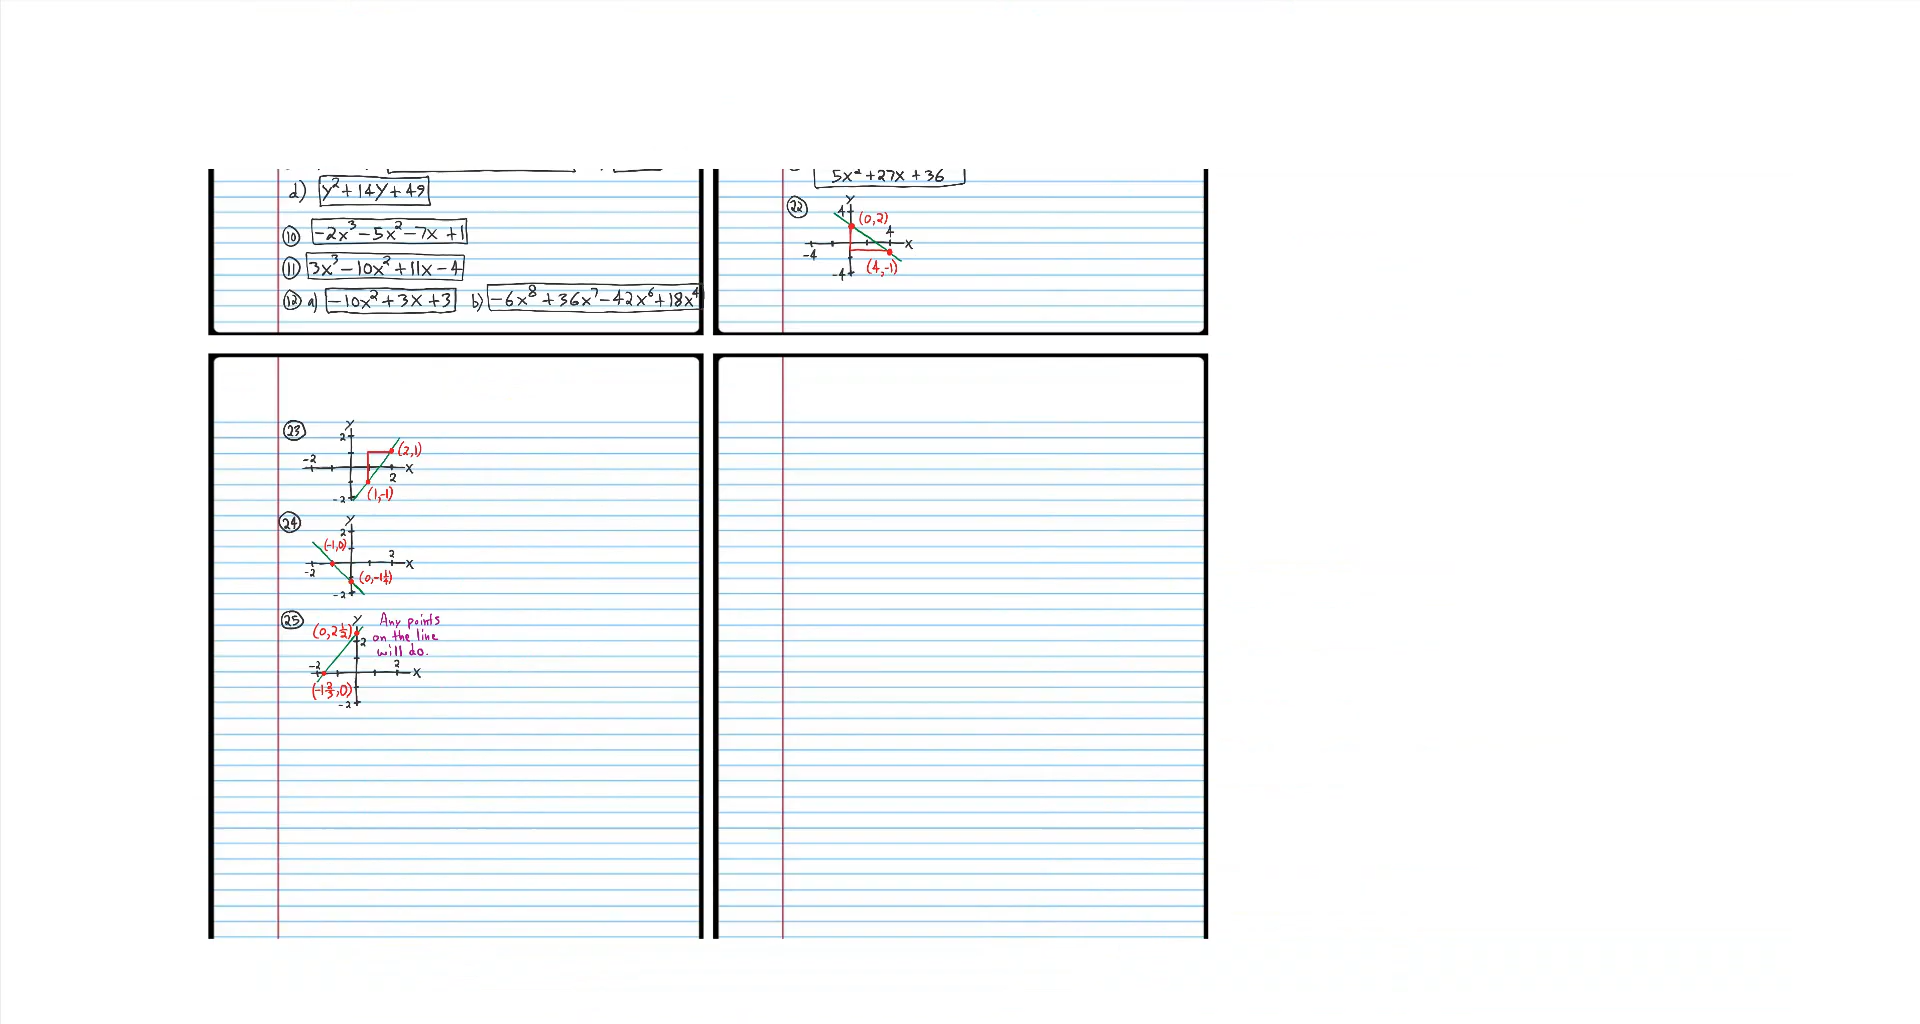 d) y²+14y+49
⑩ -2x³-5x²-7x+1
⑪ 3x³-10x²+11x-4
⑫ a) -10x²+3x+3 b) -6x⁸+36x⁷-42x⁶+18x⁴
5x²+27x+36
㉒ y
4 (0,2)
4
x
-4
-4 (4,-1)
㉓ y
2 (2,1)
-2 x
2
-2 (1,-1)
㉔ y
2
(-1,0) 2
x
-2
(0,-1¼)
-2
㉕ y Any points
(0,2½) on the line
2 will do.
-2 2 x
(-1⅔,0)
-2